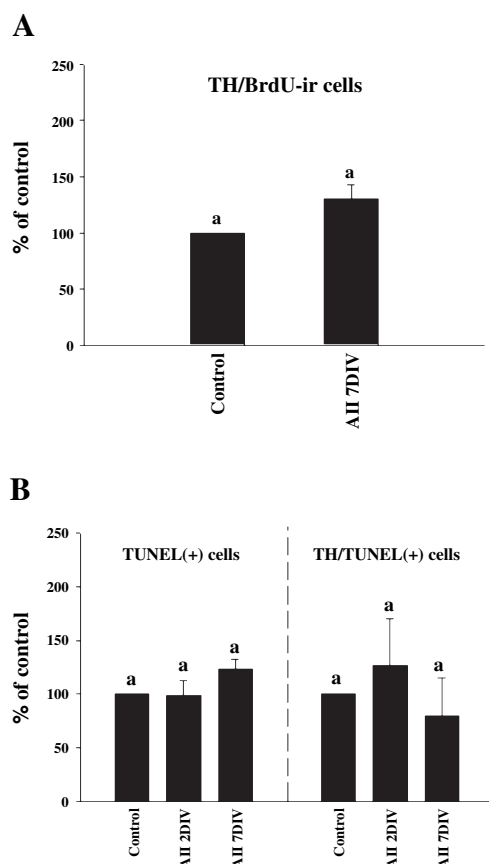 A
TH/BrdU-ir cells
% of control
250
200
150
100
50
0
a
a
Control
AII 7DIV
B
TUNEL(+) cells
TH/TUNEL(+) cells
% of control
250
200
150
100
50
0
a
a
a
a
a
a
Control
AII 2DIV
AII 7DIV
Control
AII 2DIV
AII 7DIV